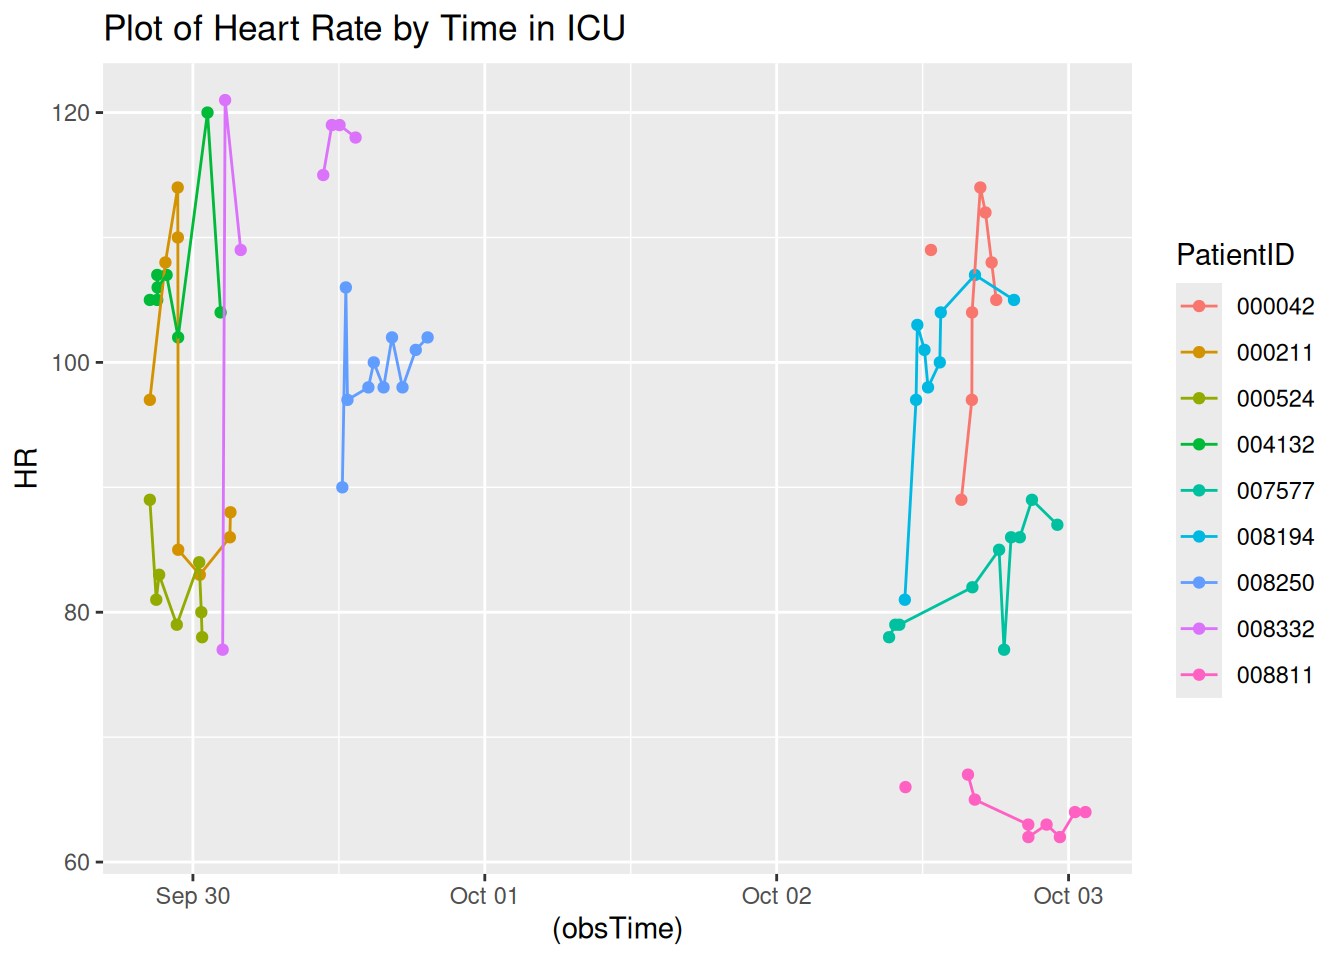 Plot of Heart Rate by Time in ICU
120
100
80
60
HR
Sep 30
Oct 01
Oct 02
Oct 03
(obsTime)
PatientID
000042
000211
000524
004132
007577
008194
008250
008332
008811